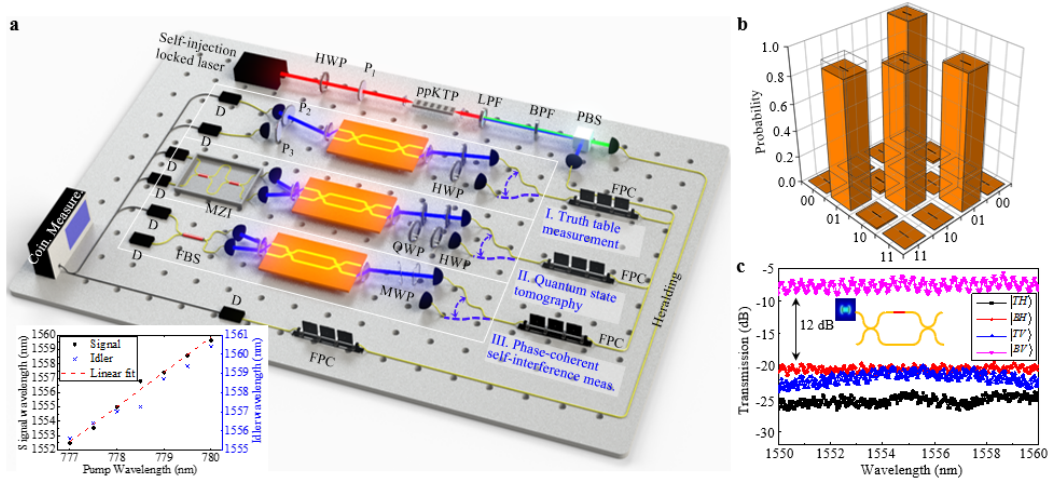 a
Self-injection
locked laser
HWP
P1
ppKTP
LPF
BPF
PBS
D
P2
D
P3
D
HWP
FPC
D
MZI
I. Truth table
measurement
Coin. Measure.
D
QWP
HWP
FPC
D
FBS
MWP
II. Quantum state
tomography
D
FPC
FPC
III. Phase-coherent
self-interference meas.
Heralding
1560
1559
1558
1557
1556
1555
1554
1553
1552
Signal wavelength (nm)
Signal
Idler
Linear fit
1561
1560
1559
1558
1557
1556
1555
Idler wavelength (nm)
777
778
779
780
Pump Wavelength (nm)
b
1.0
0.8
0.6
0.4
0.2
0.0
Probability
00
01
10
11
00
01
10
11
c
-5
-10
-15
-20
-25
-30
Transmission (dB)
12 dB
|TH⟩
|BH⟩
|TV⟩
|BV⟩
1550
1552
1554
1556
1558
1560
Wavelength (nm)